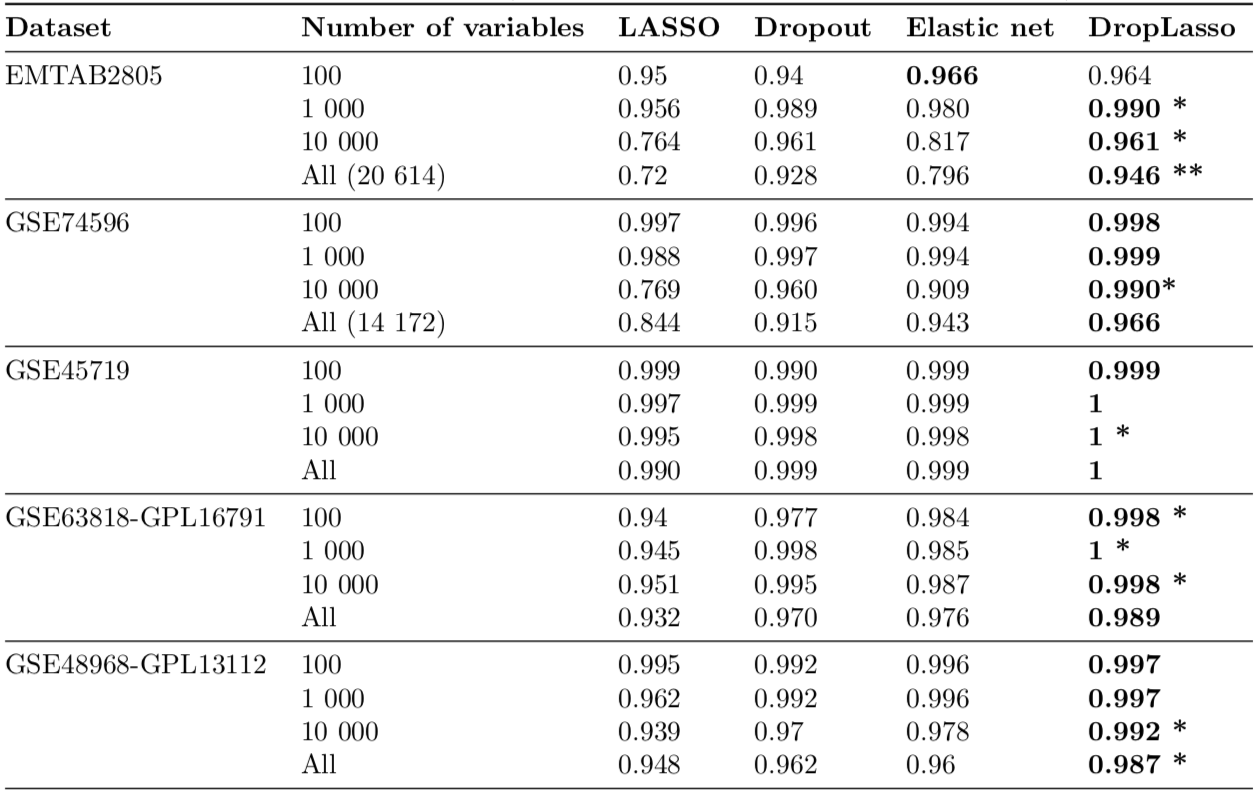 Dataset Number of variables LASSO Dropout Elastic net DropLasso
EMTAB2805 100 0.95 0.94 0.966 0.964
1 000 0.956 0.989 0.980 0.990 *
10 000 0.764 0.961 0.817 0.961 *
All (20 614) 0.72 0.928 0.796 0.946 **
GSE74596 100 0.997 0.996 0.994 0.998
1 000 0.988 0.997 0.994 0.999
10 000 0.769 0.960 0.909 0.990*
All (14 172) 0.844 0.915 0.943 0.966
GSE45719 100 0.999 0.990 0.999 0.999
1 000 0.997 0.999 0.999 1
10 000 0.995 0.998 0.998 1 *
All 0.990 0.999 0.999 1
GSE63818-GPL16791 100 0.94 0.977 0.984 0.998 *
1 000 0.945 0.998 0.985 1 *
10 000 0.951 0.995 0.987 0.998 *
All 0.932 0.970 0.976 0.989
GSE48968-GPL13112 100 0.995 0.992 0.996 0.997
1 000 0.962 0.992 0.996 0.997
10 000 0.939 0.97 0.978 0.992 *
All 0.948 0.962 0.96 0.987 *